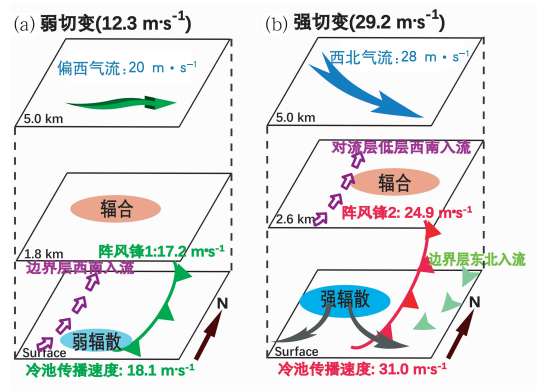 (a) 弱切变(12.3 m·s⁻¹)
偏西气流:20 m·s⁻¹
5.0 km
辐合
阵风锋1:17.2 m·s⁻¹
1.8 km
边界层西南入流
弱辐散
Surface
N
冷池传播速度: 18.1 m·s⁻¹
(b) 强切变(29.2 m·s⁻¹)
西北气流:28 m·s⁻¹
5.0 km
对流层低层西南入流
辐合
阵风锋2: 24.9 m·s⁻¹
2.6 km
边界层东北入流
强辐散
N
Surface
冷池传播速度: 31.0 m·s⁻¹